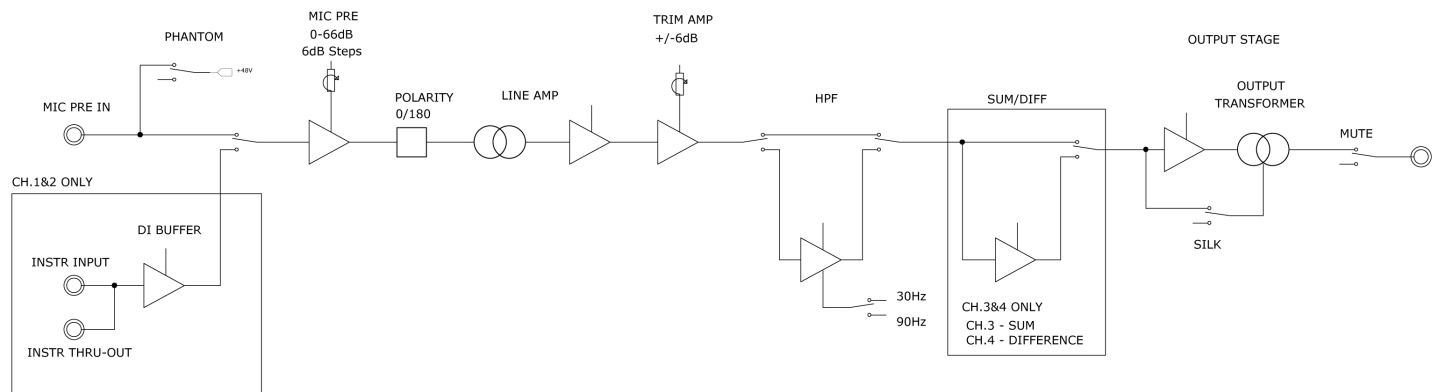 MIC PRE
0-66dB
6dB Steps
TRIM AMP
+/-6dB
PHANTOM
+48V
OUTPUT STAGE
MIC PRE IN
POLARITY
0/180
LINE AMP
HPF
SUM/DIFF
OUTPUT
TRANSFORMER
MUTE
CH.1&2 ONLY
DI BUFFER
INSTR INPUT
INSTR THRU-OUT
30Hz
90Hz
CH.3&4 ONLY
CH.3 - SUM
CH.4 - DIFFERENCE
SILK